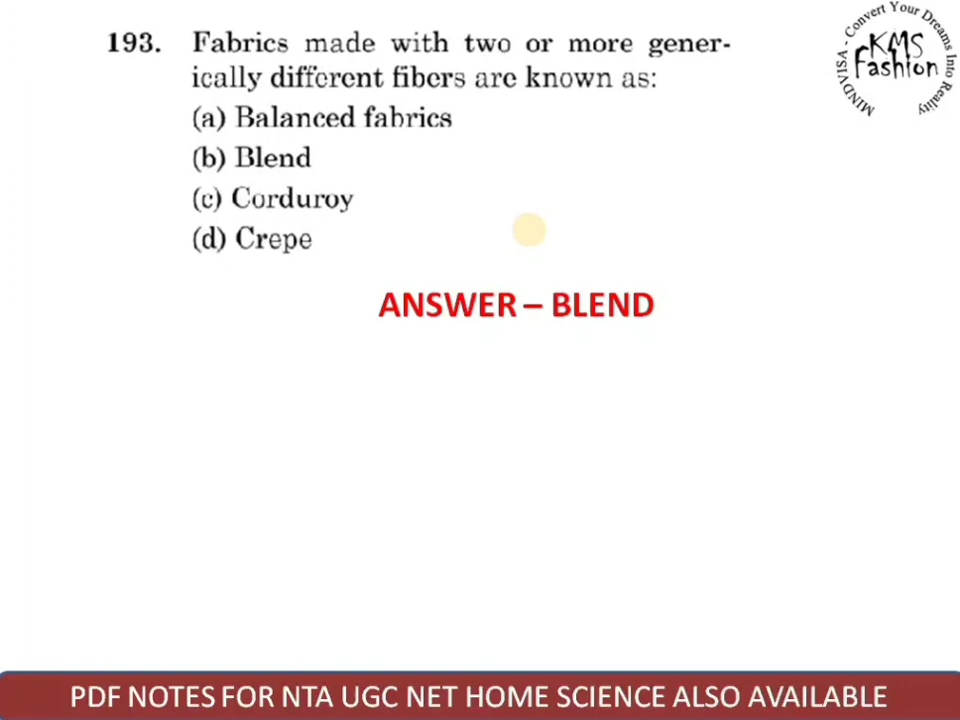 193. Fabrics made with two or more gener-
ically different fibers are known as:
(a) Balanced fabrics
(b) Blend
(c) Corduroy
(d) Crepe
ANSWER – BLEND
MINDVISA - Convert Your Dreams Into Reality
KMS
Fashion
PDF NOTES FOR NTA UGC NET HOME SCIENCE ALSO AVAILABLE